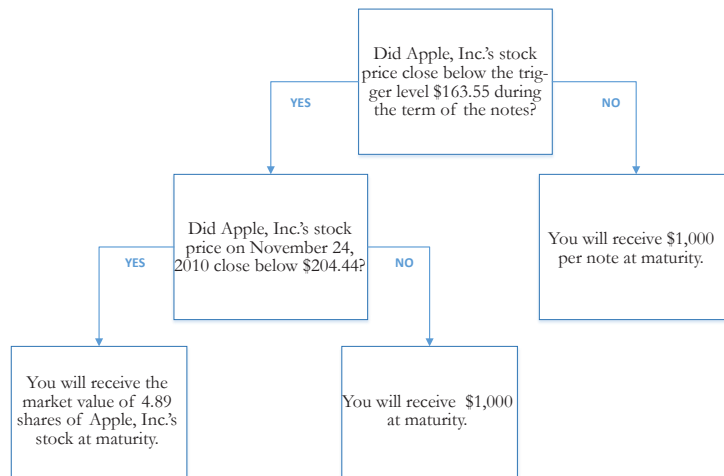 Did Apple, Inc.'s stock
price close below the trig-
ger level $163.55 during
the term of the notes?
YES
NO
Did Apple, Inc.'s stock
price on November 24,
2010 close below $204.44?
You will receive $1,000
per note at maturity.
YES
NO
You will receive the
market value of 4.89
shares of Apple, Inc.'s
stock at maturity.
You will receive $1,000
at maturity.